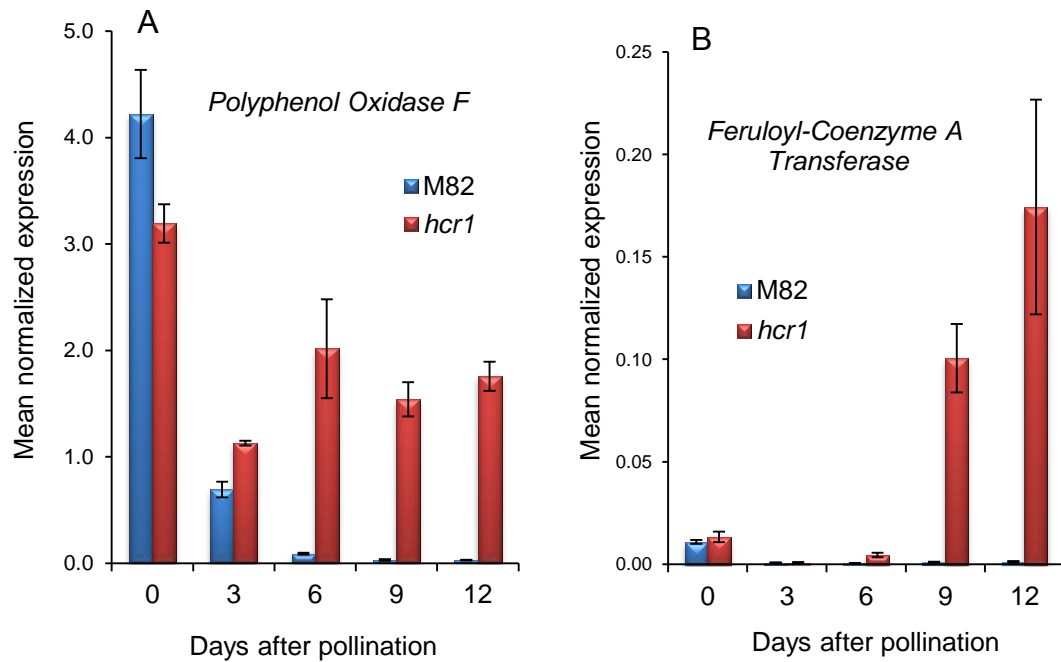 A
Polyphenol Oxidase F
M82
hcr1
Mean normalized expression
5.0
4.0
3.0
2.0
1.0
0.0
0 3 6 9 12
Days after pollination
B
Feruloyl-Coenzyme A
Transferase
M82
hcr1
Mean normalized expression
0.25
0.20
0.15
0.10
0.05
0.00
0 3 6 9 12
Days after pollination